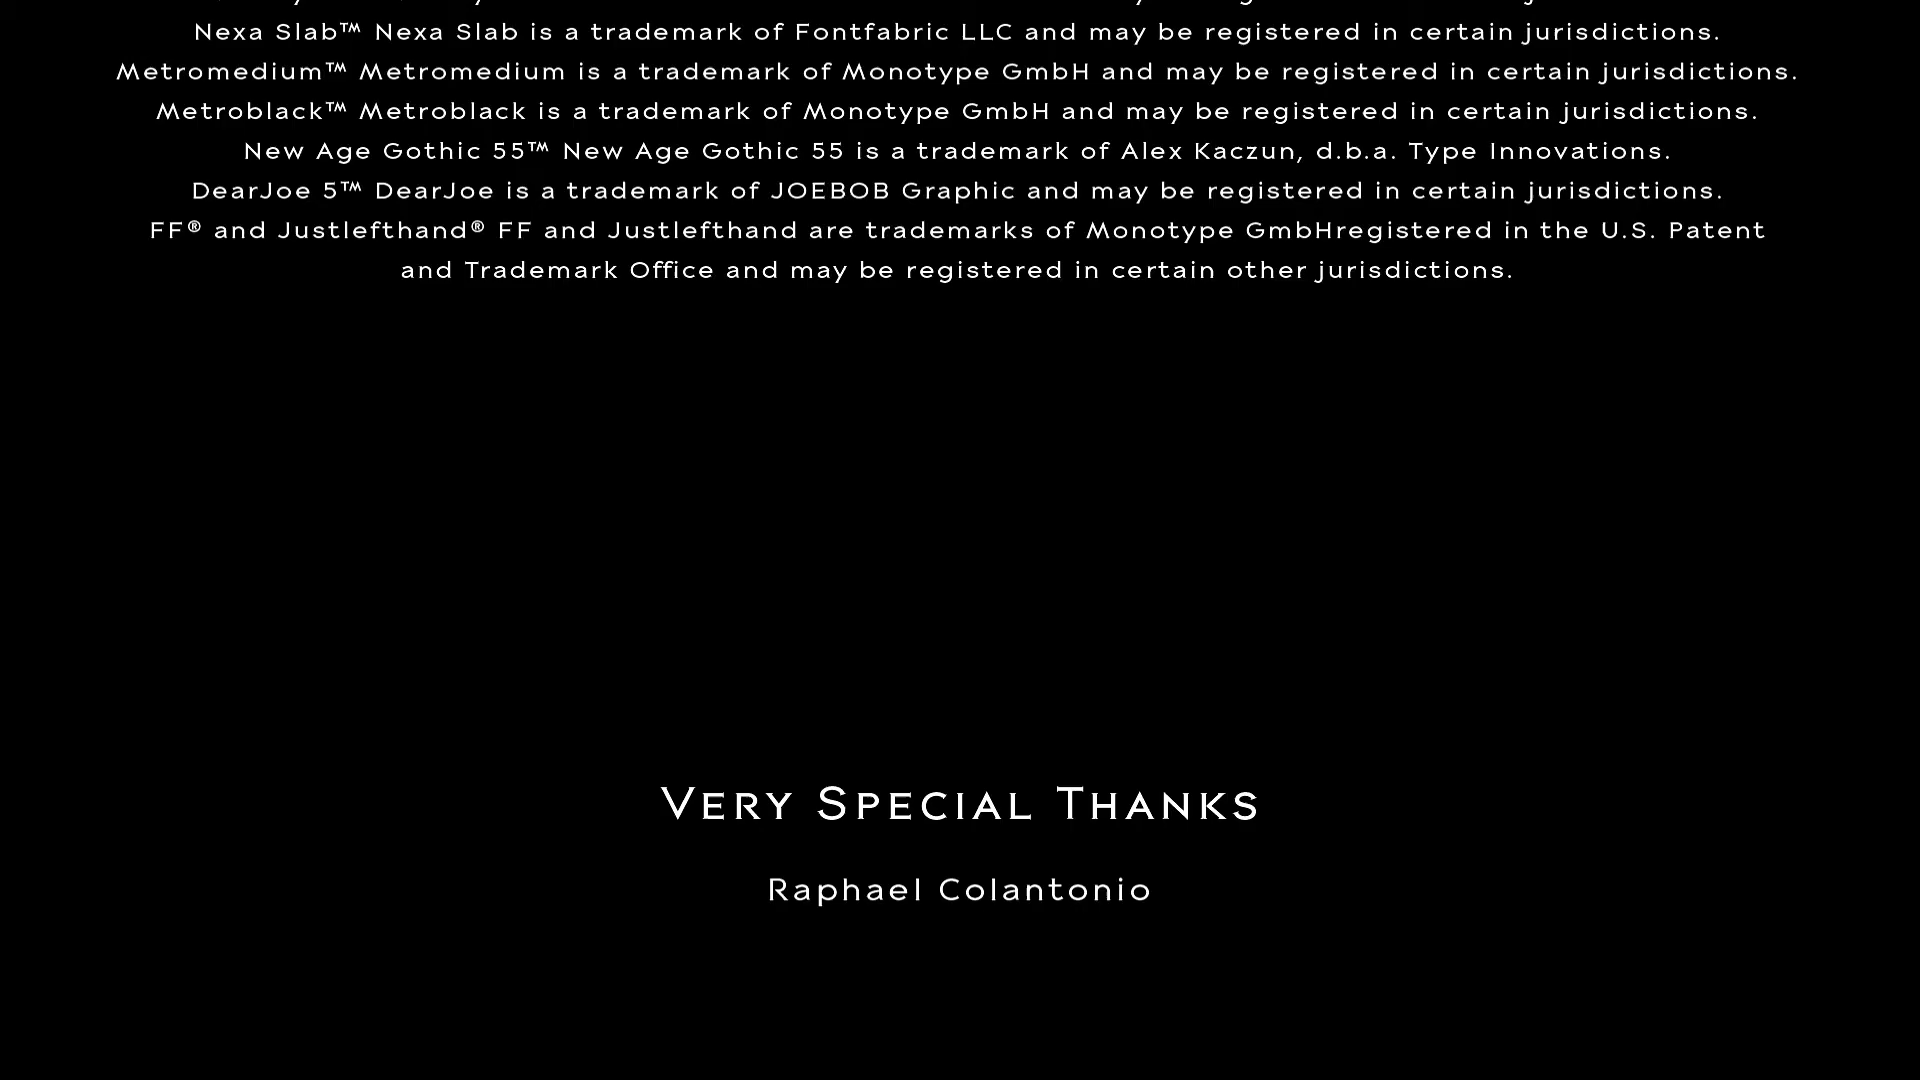 Nexa Slab™ Nexa Slab is a trademark of Fontfabric LLC and may be registered in certain jurisdictions.
Metromedium™ Metromedium is a trademark of Monotype GmbH and may be registered in certain jurisdictions.
Metroblack™ Metroblack is a trademark of Monotype GmbH and may be registered in certain jurisdictions.
New Age Gothic 55™ New Age Gothic 55 is a trademark of Alex Kaczun, d.b.a. Type Innovations.
DearJoe 5™ DearJoe is a trademark of JOEBOB Graphic and may be registered in certain jurisdictions.
FF® and Justlefthand® FF and Justlefthand are trademarks of Monotype GmbHregistered in the U.S. Patent
and Trademark Office and may be registered in certain other jurisdictions.
Very Special Thanks
Raphael Colantonio